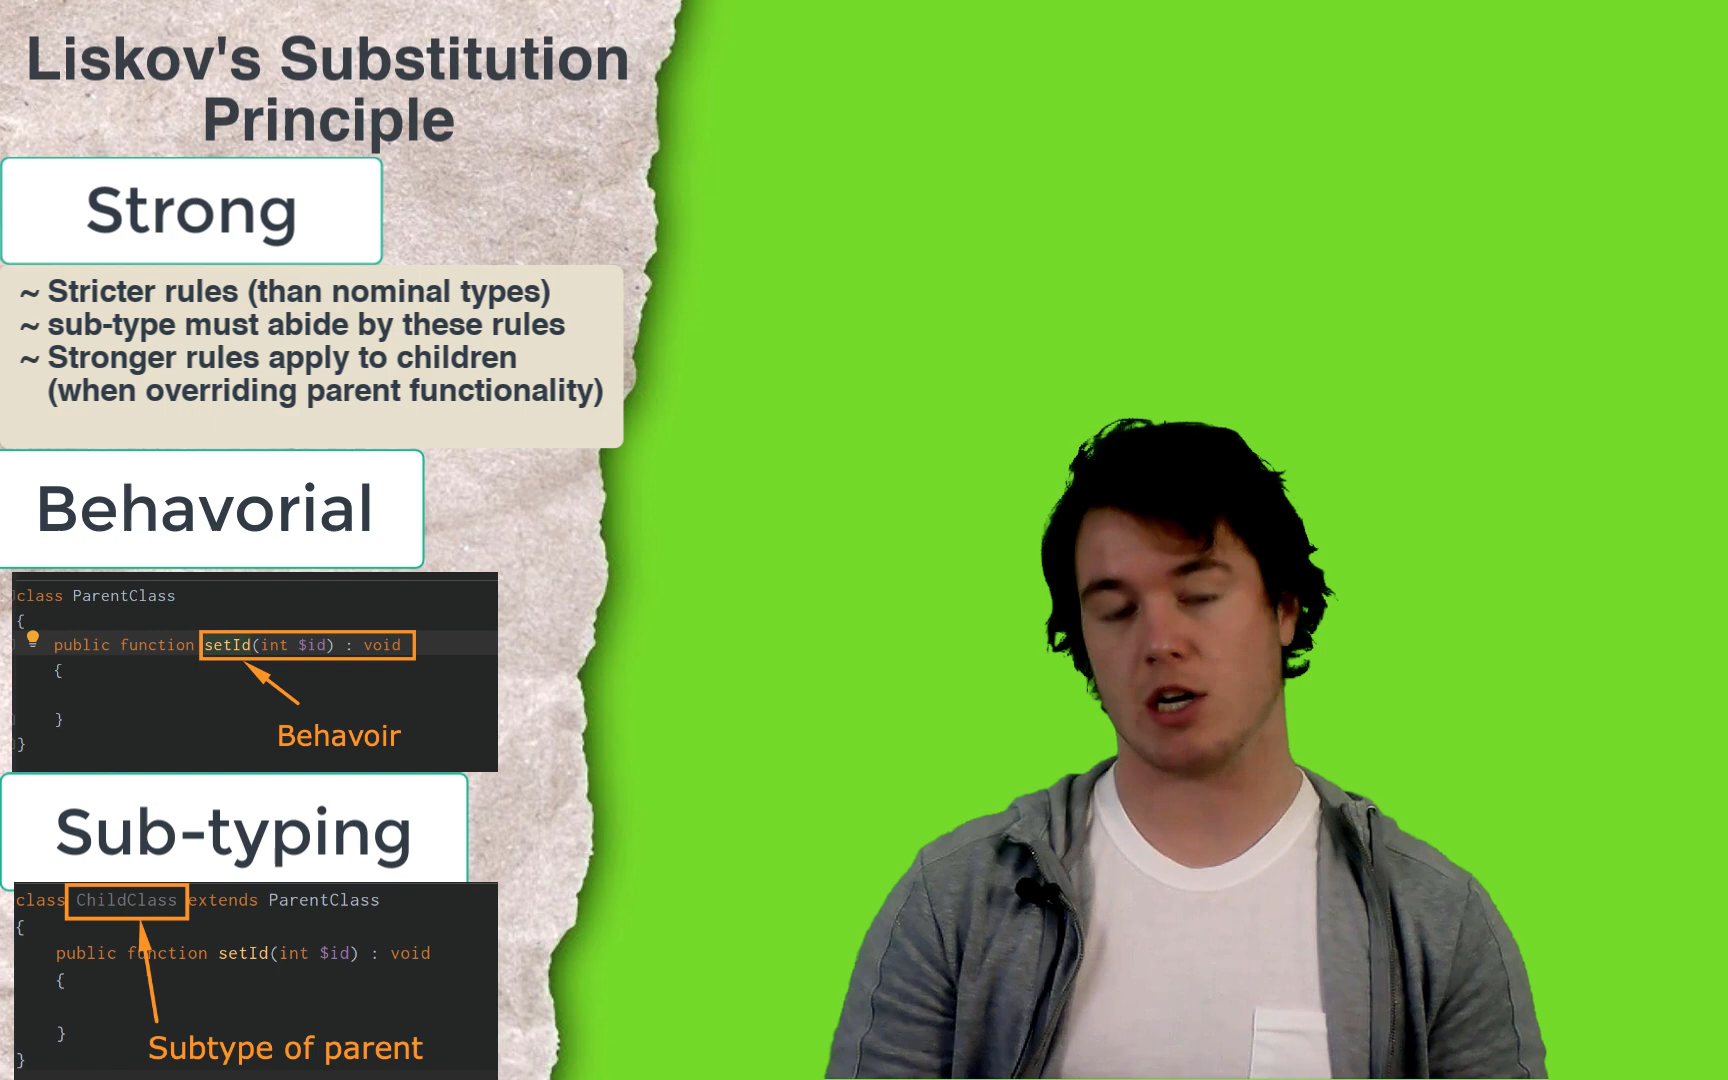 Liskov's Substitution
Principle
Strong
~ Stricter rules (than nominal types)
~ sub-type must abide by these rules
~ Stronger rules apply to children
(when overriding parent functionality)
Behavorial
class ParentClass
{
public function setId(int $id) : void
{
}
}
Behavoir
Sub-typing
class ChildClass extends ParentClass
{
public function setId(int $id) : void
{
}
}
Subtype of parent